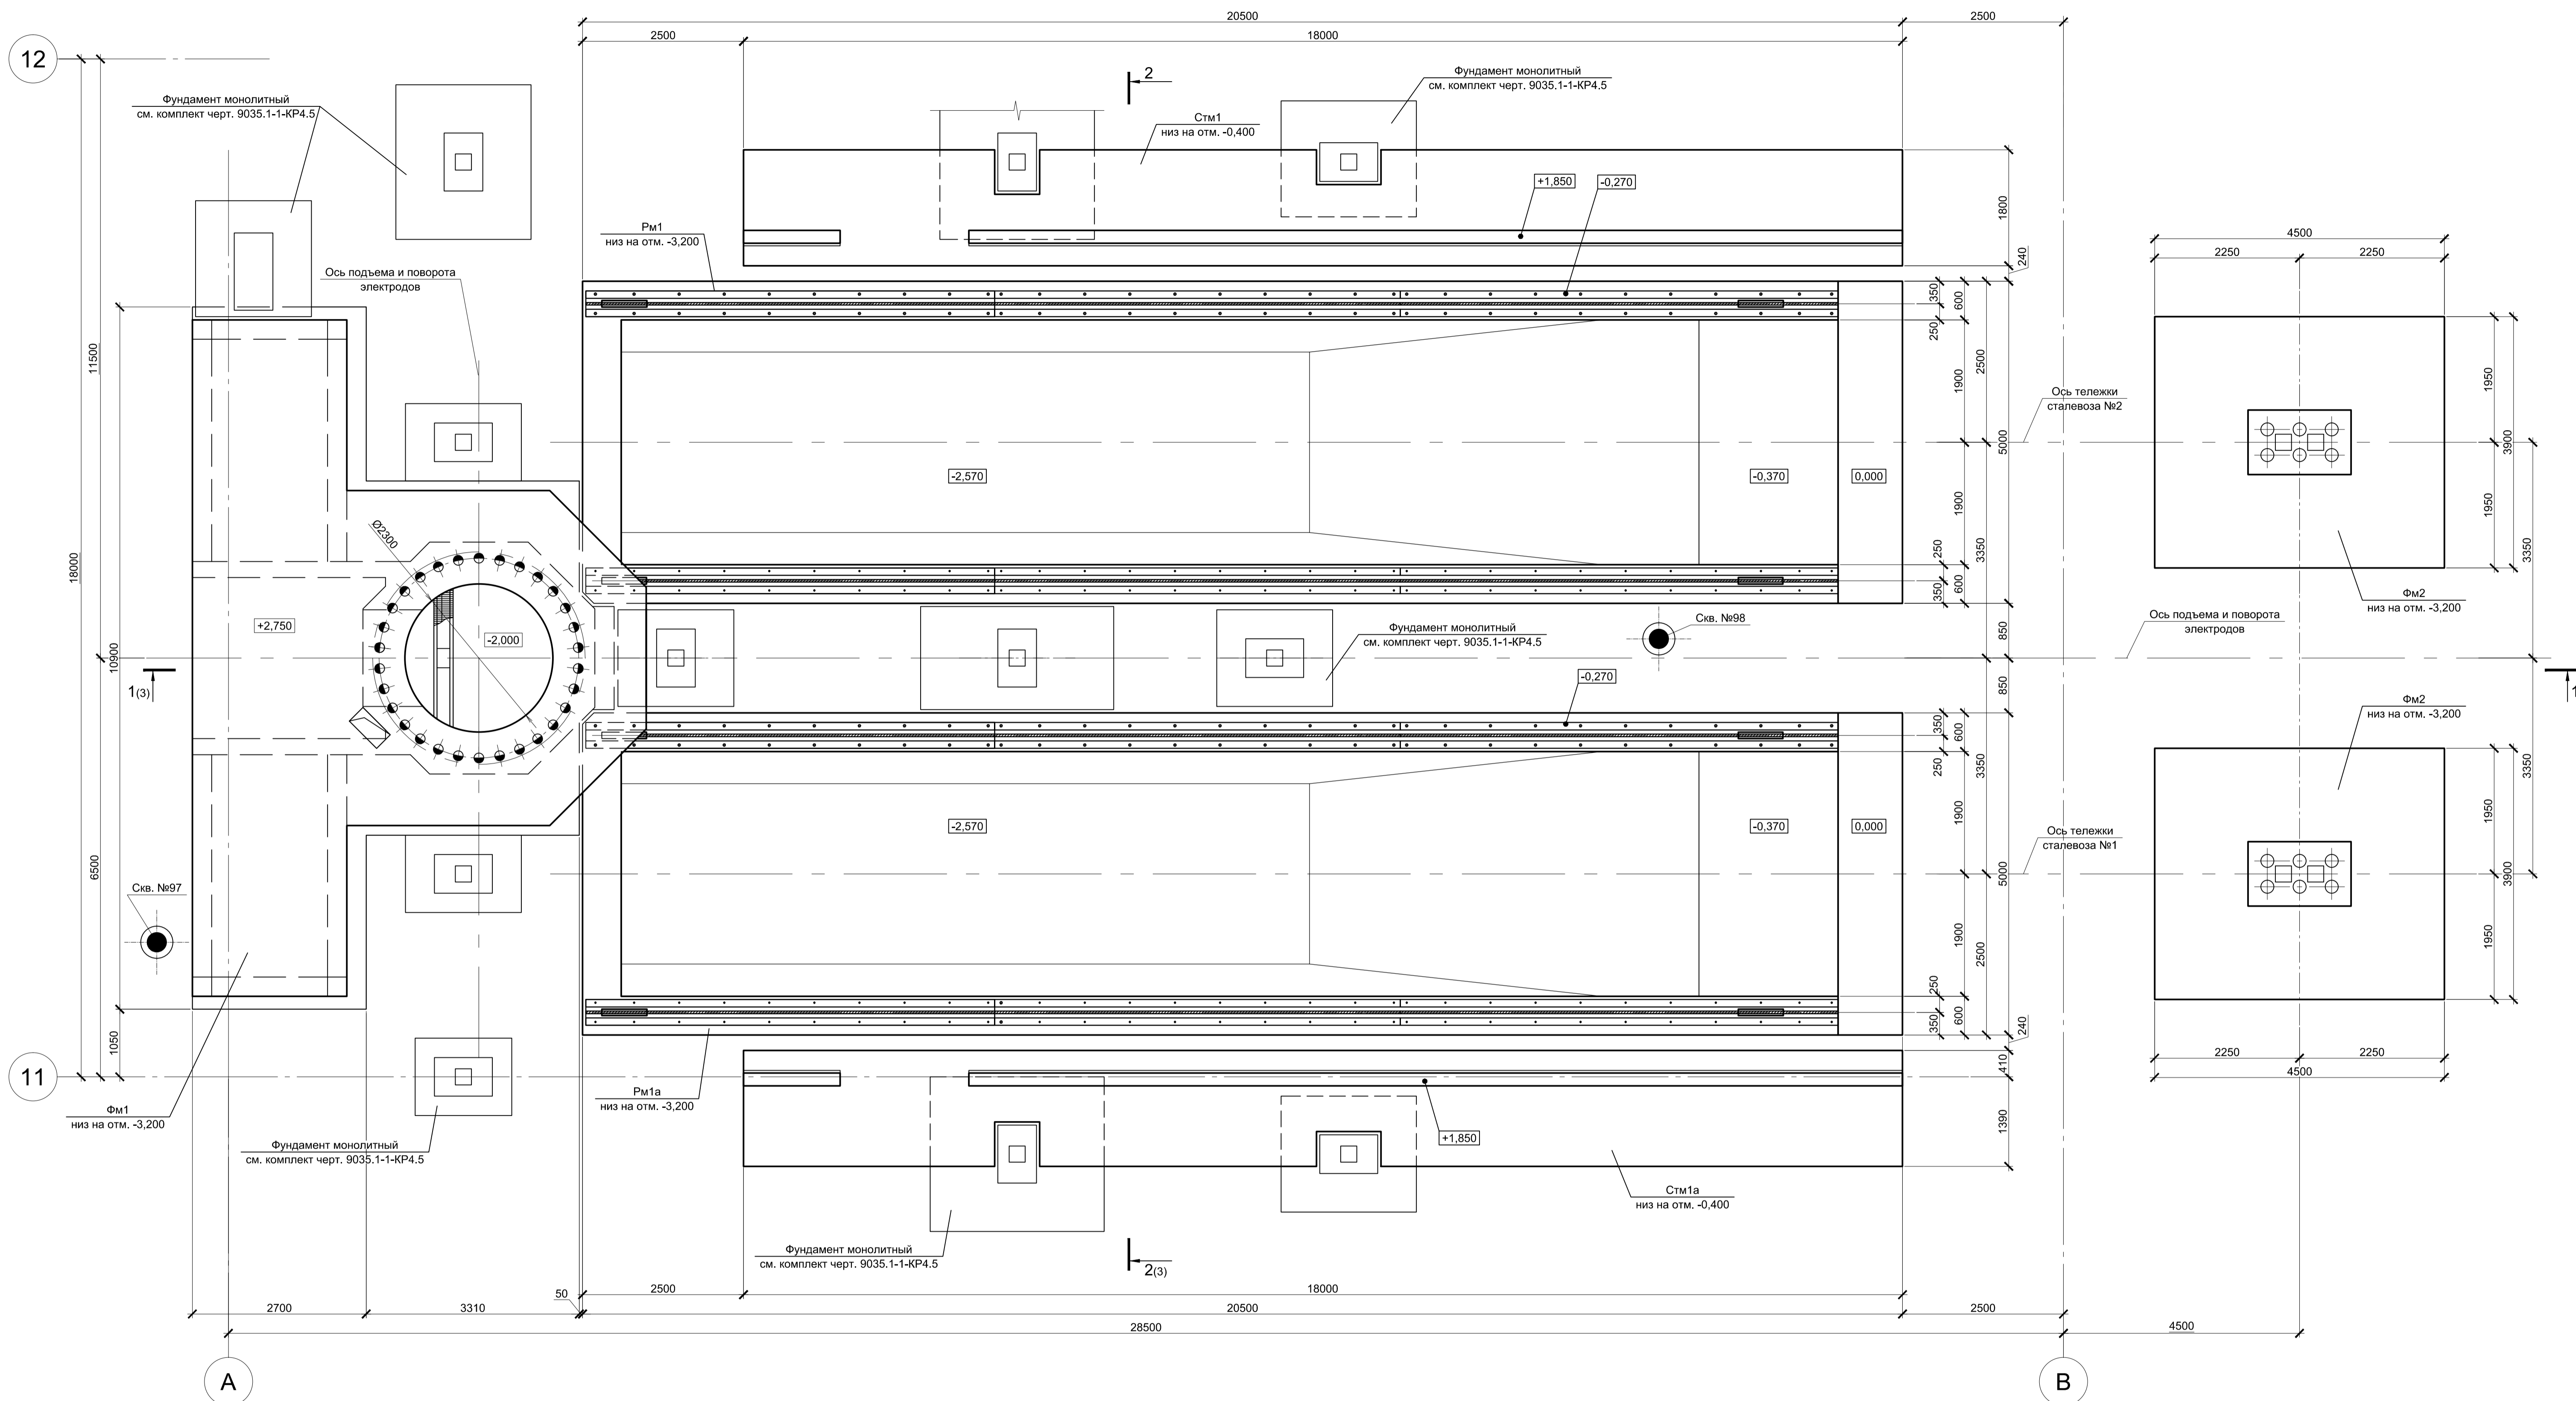 20500
2500
2500
18000
12
2
Фундамент монолитный
см. комплект черт. 9035.1-1-КР4.5
Фундамент монолитный
см. комплект черт. 9035.1-1-КР4.5
Стм1
низ на отм. -0,400
+1,850
-0,270
1800
Рм1
низ на отм. -3,200
240
4500
2250
2250
Ось подъема и поворота
электродов
350
600
250
11500
2500
1900
1950
Ось тележки
сталевоза №2
5000
3900
-2,570
-0,370
0,000
1900
1950
Ø2300
18000
250
3350
3350
350
600
Фм2
низ на отм. -3,200
+2,750
-2,000
Скв. №98
Ось подъема и поворота
электродов
Фундамент монолитный
см. комплект черт. 9035.1-1-КР4.5
850
10900
1(3)
-0,270
850
1
Фм2
низ на отм. -3,200
350
600
250
3350
3350
-2,570
-0,370
0,000
1900
1950
Ось тележки
сталевоза №1
6500
5000
3900
Скв. №97
1900
2500
1950
250
350
600
240
1050
11
410
2250
2250
4500
Рм1а
низ на отм. -3,200
Фм1
низ на отм. -3,200
1390
+1,850
Фундамент монолитный
см. комплект черт. 9035.1-1-КР4.5
Стм1а
низ на отм. -0,400
Фундамент монолитный
см. комплект черт. 9035.1-1-КР4.5
2(3)
50
2500
18000
2700
3310
20500
2500
28500
4500
А
В